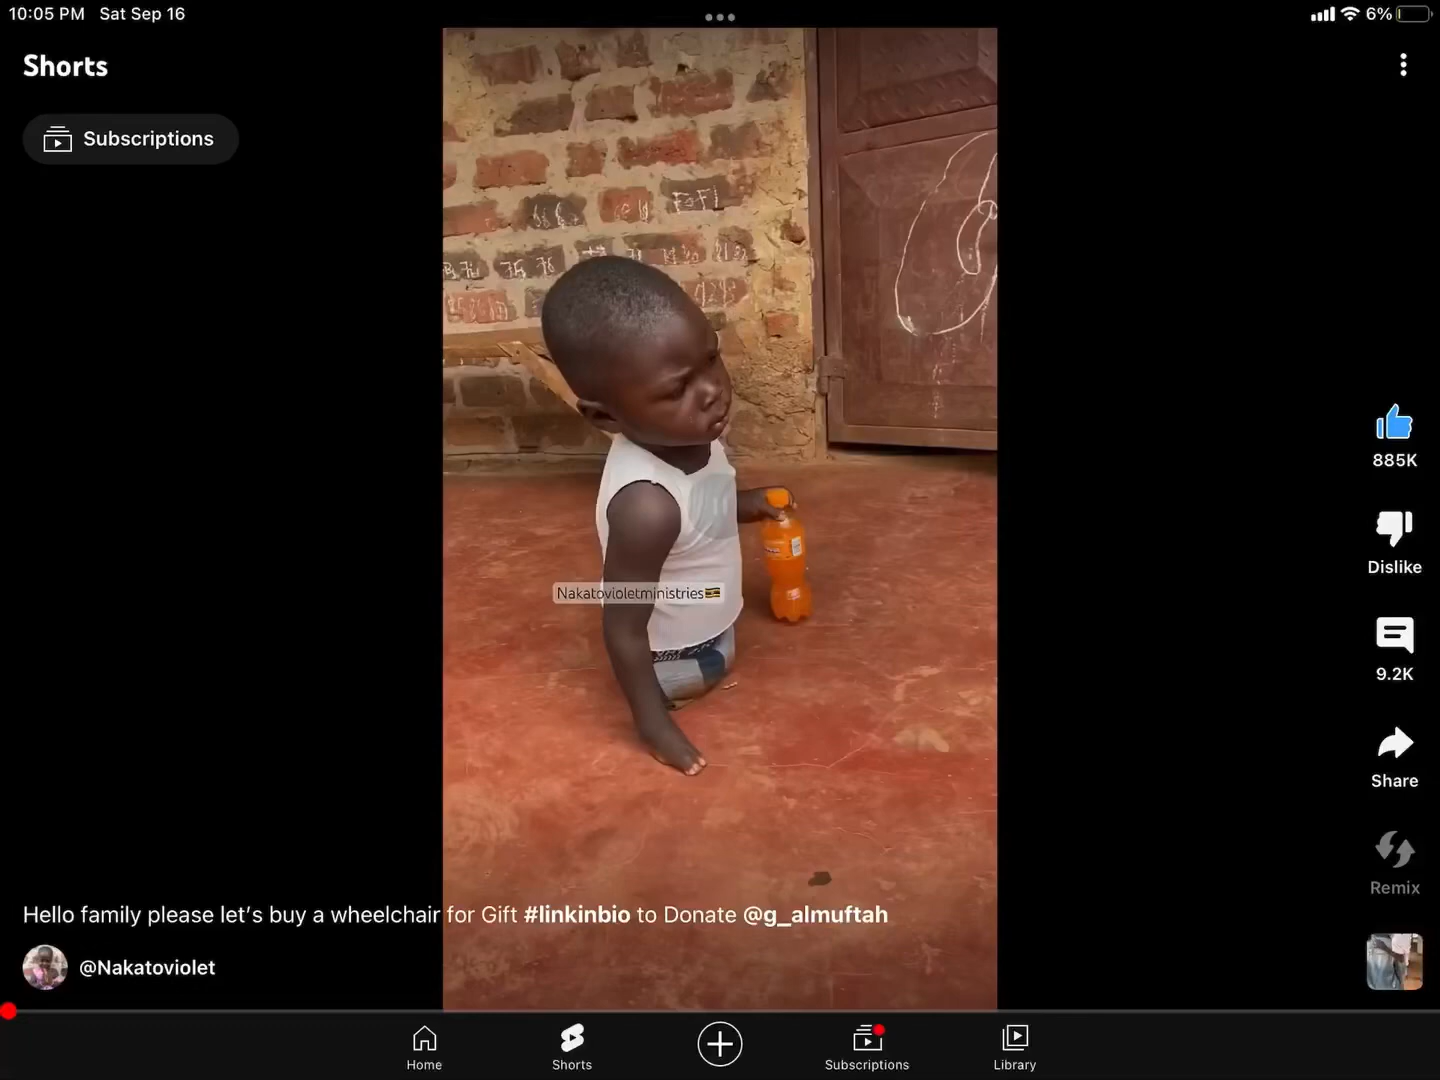 10:05 PM Sat Sep 16
6%
Shorts
Subscriptions
Nakatovioletministries🇺🇬
885K
Dislike
9.2K
Share
Remix
Hello family please let's buy a wheelchair for Gift #linkinbio to Donate @g_almuftah
@Nakatoviolet
Home
Shorts
Subscriptions
Library